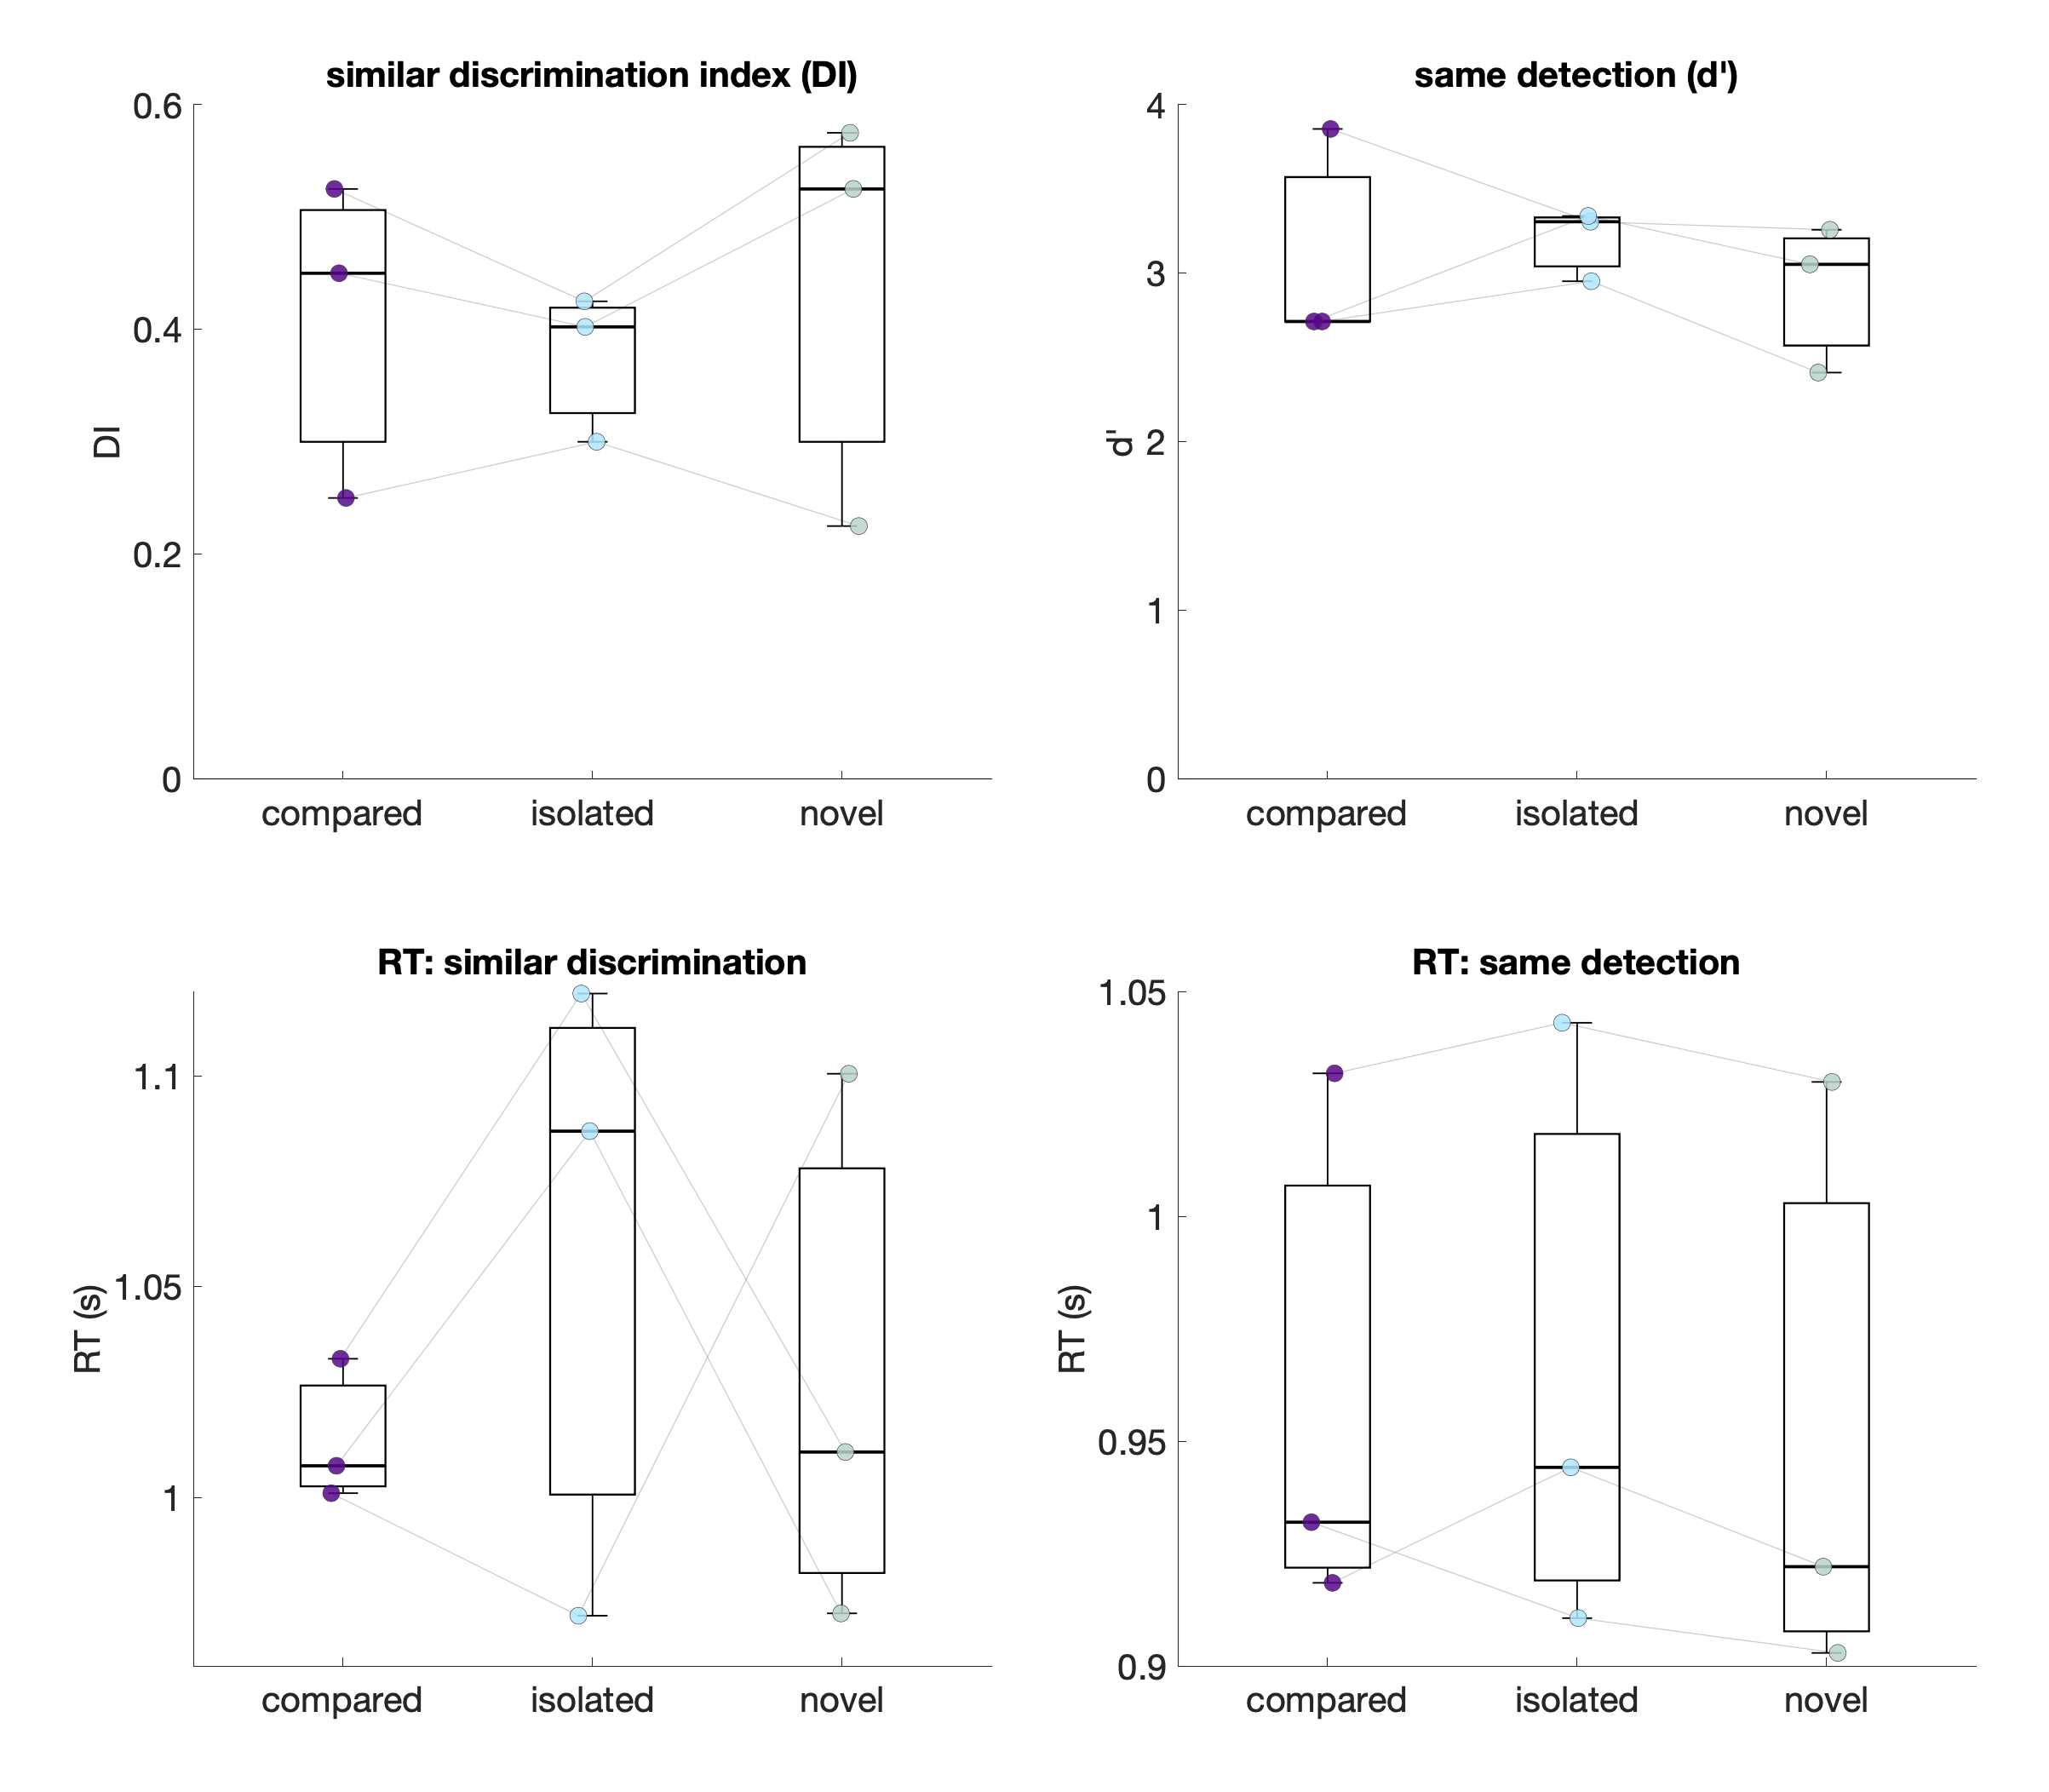 similar discrimination index (DI)
0.6
0.4
0.2
0
DI
compared isolated novel
same detection (d')
4
3
2
1
0
d'
compared isolated novel
RT: similar discrimination
1.1
1.05
1
RT (s)
compared isolated novel
RT: same detection
1.05
1
0.95
0.9
RT (s)
compared isolated novel